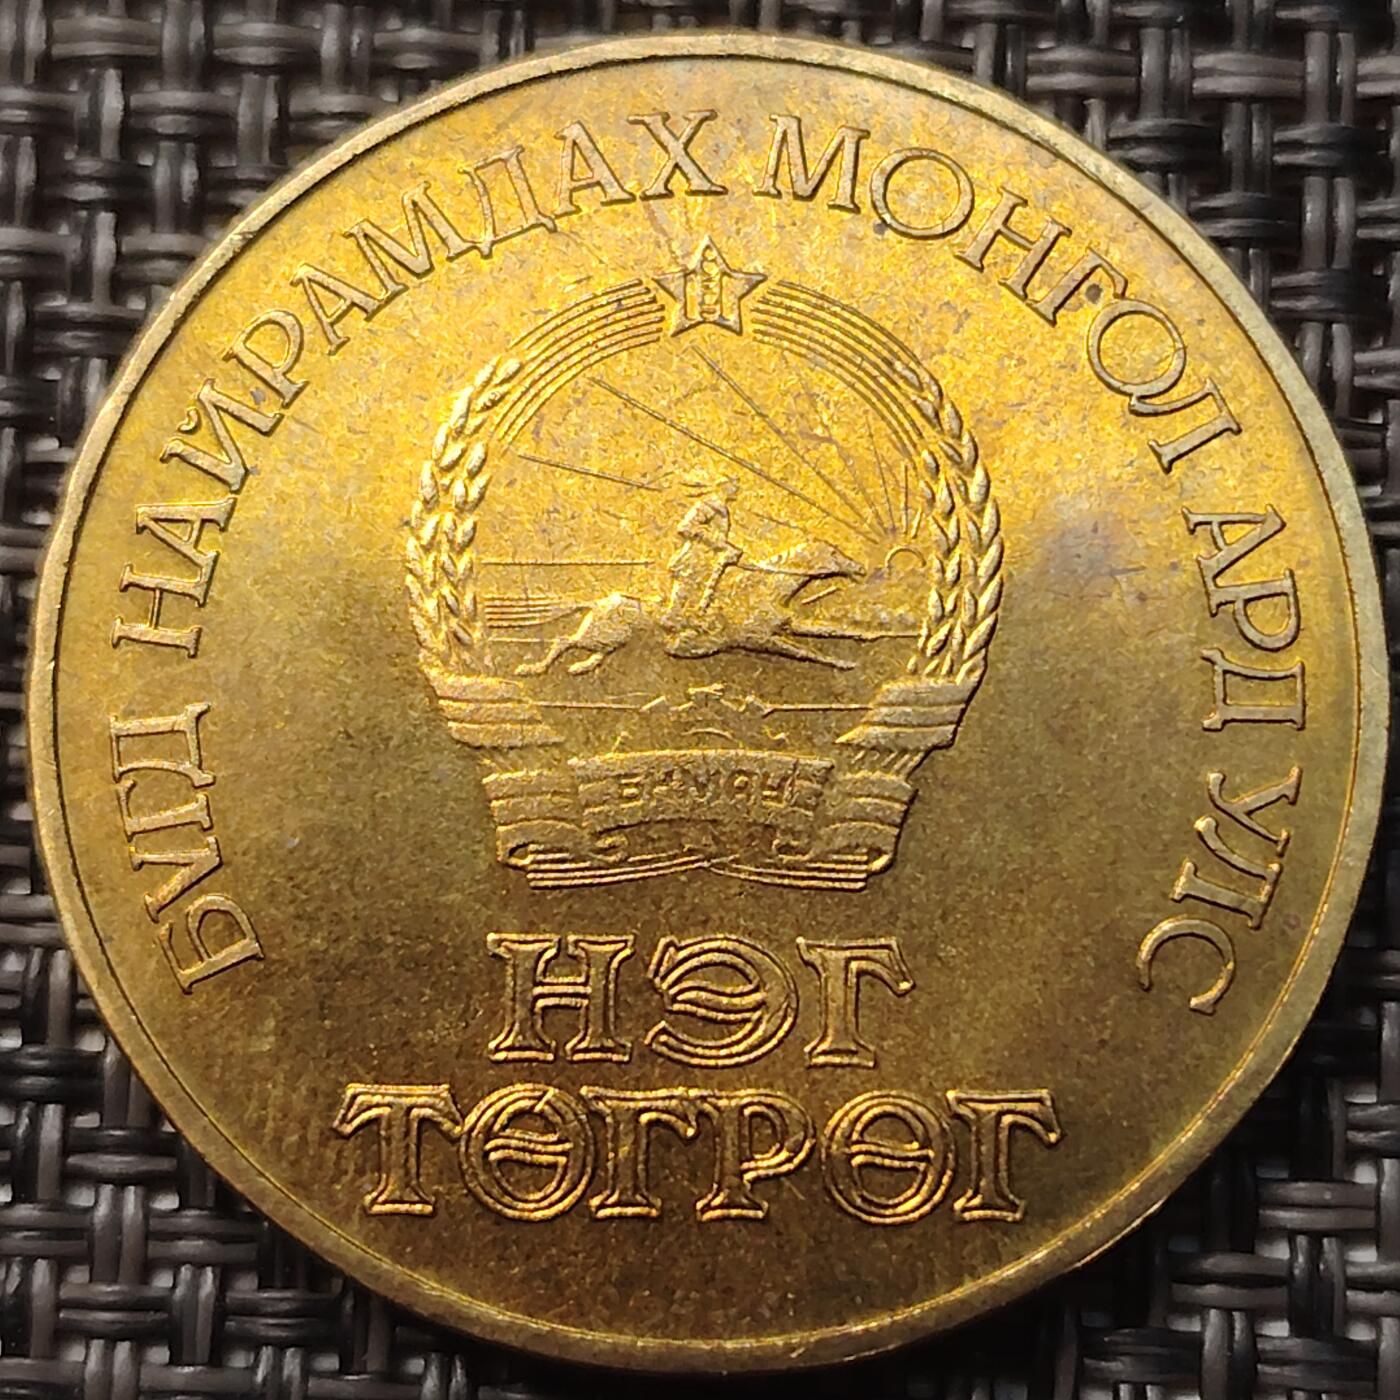 БҮГД НАЙРАМДАХ МОНГОЛ АРД УЛС
НЭГ
ТӨГРӨГ